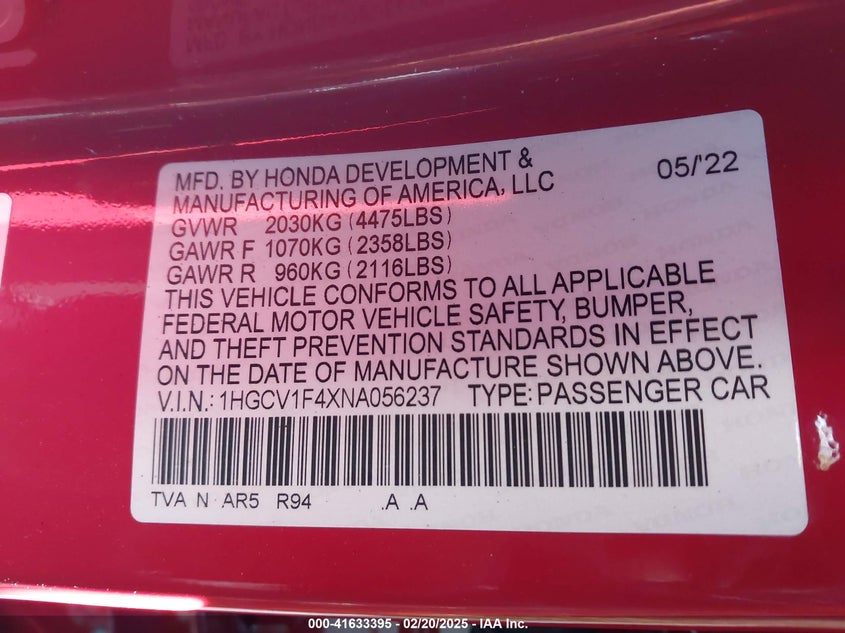 MFD. BY HONDA DEVELOPMENT & 05/'22
MANUFACTURING OF AMERICA, LLC
GVWR 2030KG (4475LBS)
GAWR F 1070KG (2358LBS)
GAWR R 960KG (2116LBS)
THIS VEHICLE CONFORMS TO ALL APPLICABLE
FEDERAL MOTOR VEHICLE SAFETY, BUMPER,
AND THEFT PREVENTION STANDARDS IN EFFECT
ON THE DATE OF MANUFACTURE SHOWN ABOVE.
V.I.N.: 1HGCV1F4XNA056237 TYPE: PASSENGER CAR
TVA N AR5 R94 .A .A
000-41633395 - 02/20/2025 - IAA Inc.